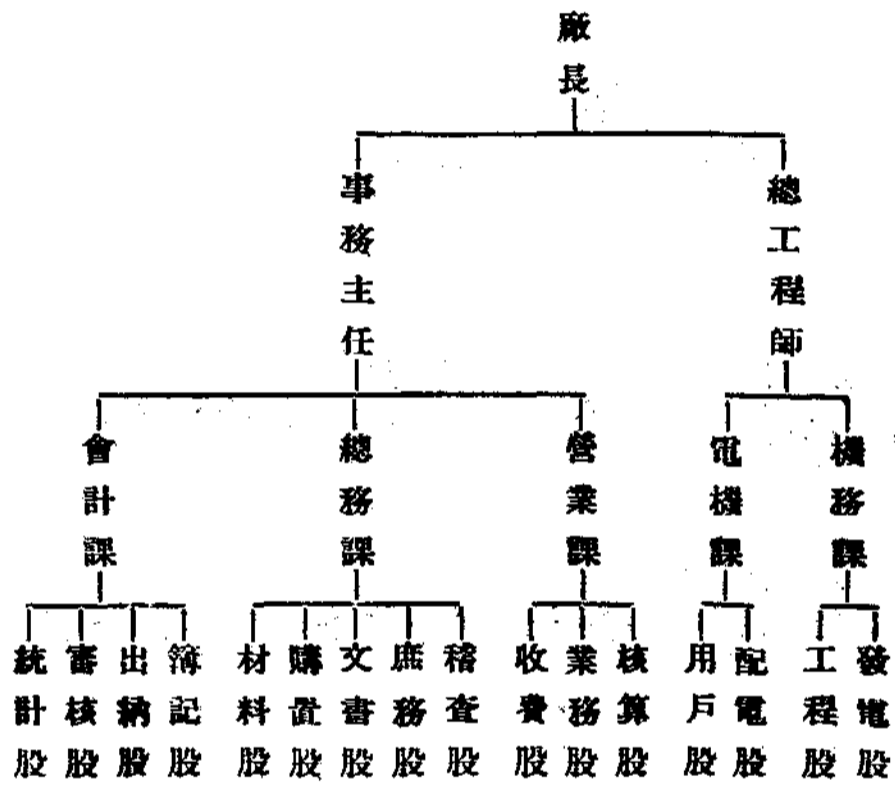 廠長
總工程師
事務主任
機務課
電機課
營業課
總務課
會計課
發電股
工程股
配電股
用戶股
核算股
業務股
收費股
稽查股
庶務股
文書股
購置股
材料股
簿記股
出納股
審核股
統計股